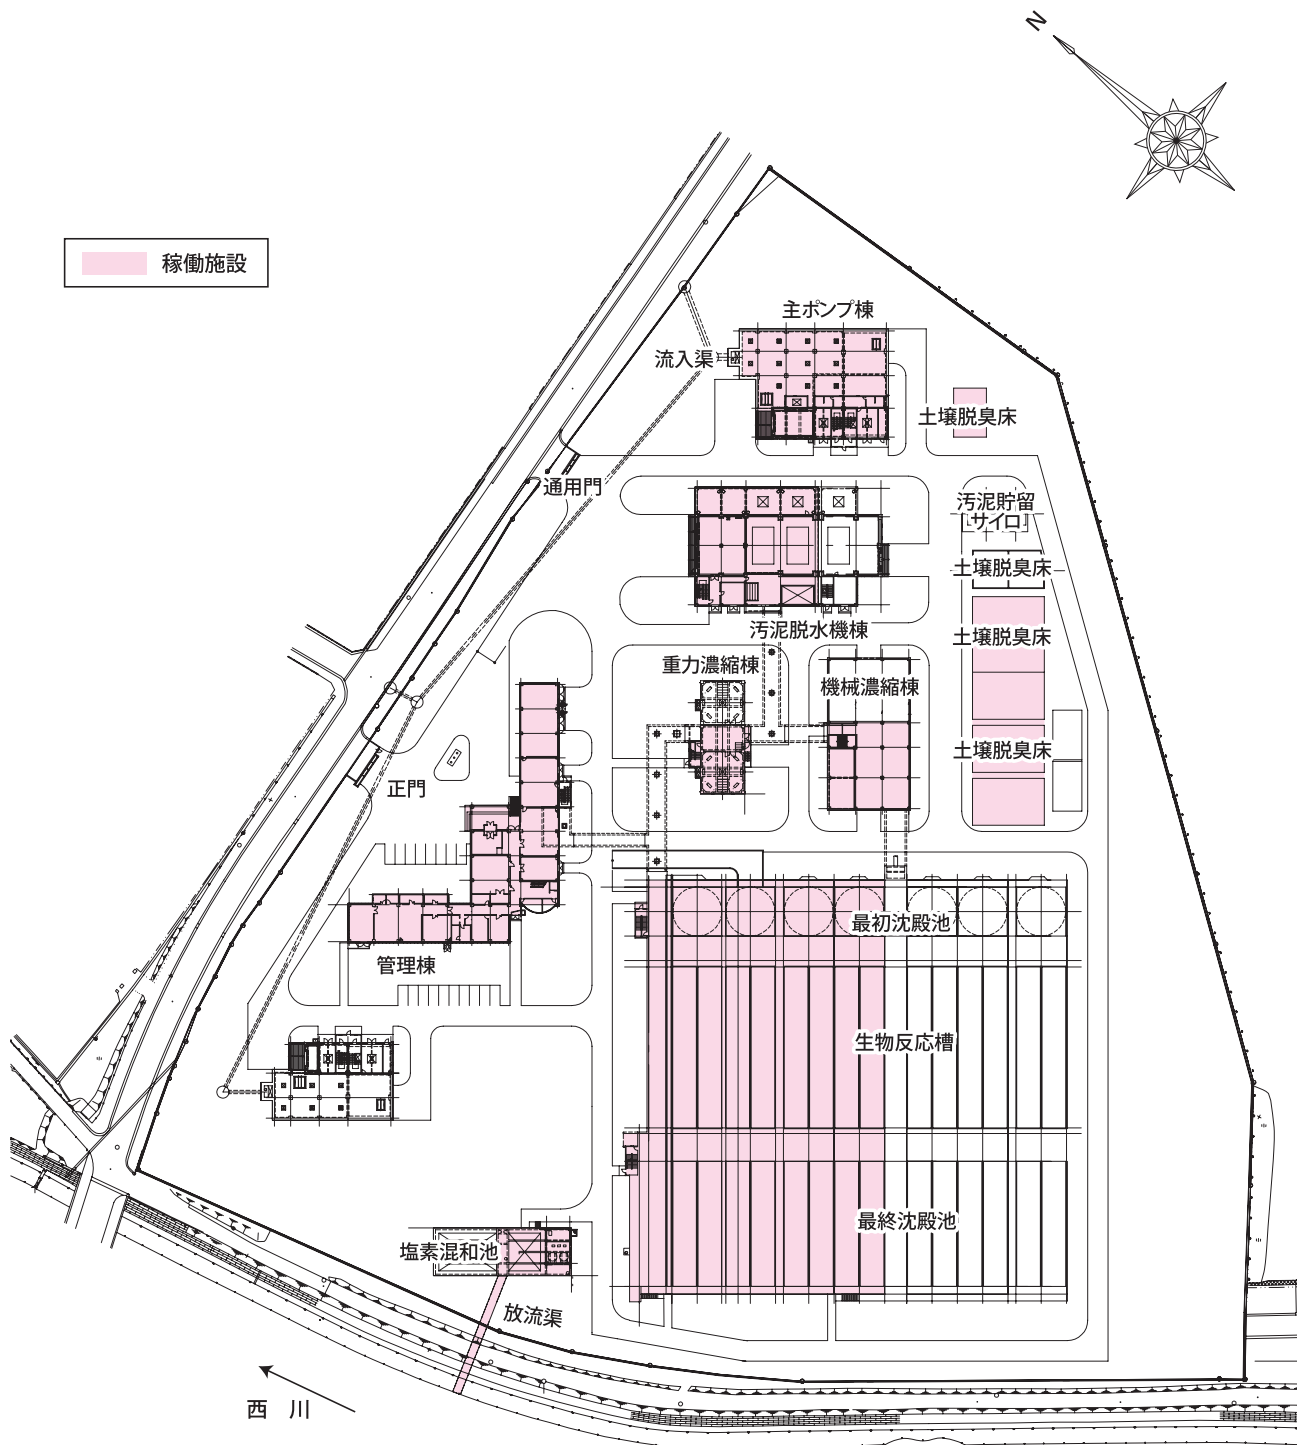 N
稼働施設
主ポンプ棟
流入渠
土壌脱臭床
通用門
汚泥貯留
サイロ
土壌脱臭床
汚泥脱水機棟
土壌脱臭床
重力濃縮棟
機械濃縮棟
土壌脱臭床
正門
最初沈殿池
管理棟
生物反応槽
最終沈殿池
塩素混和池
放流渠
西 川